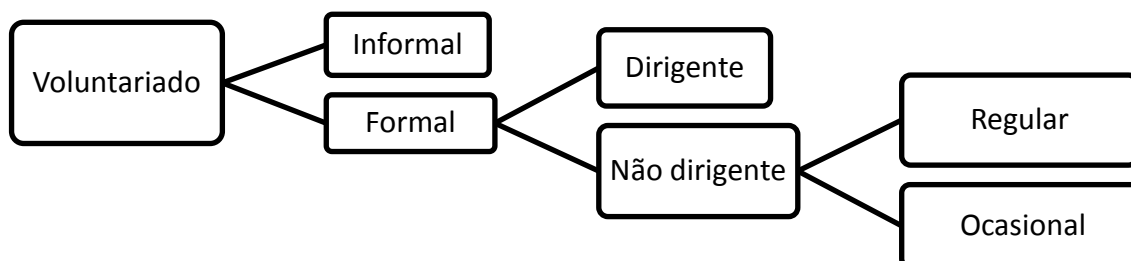 Voluntariado
Informal
Formal
Dirigente
Não dirigente
Regular
Ocasional